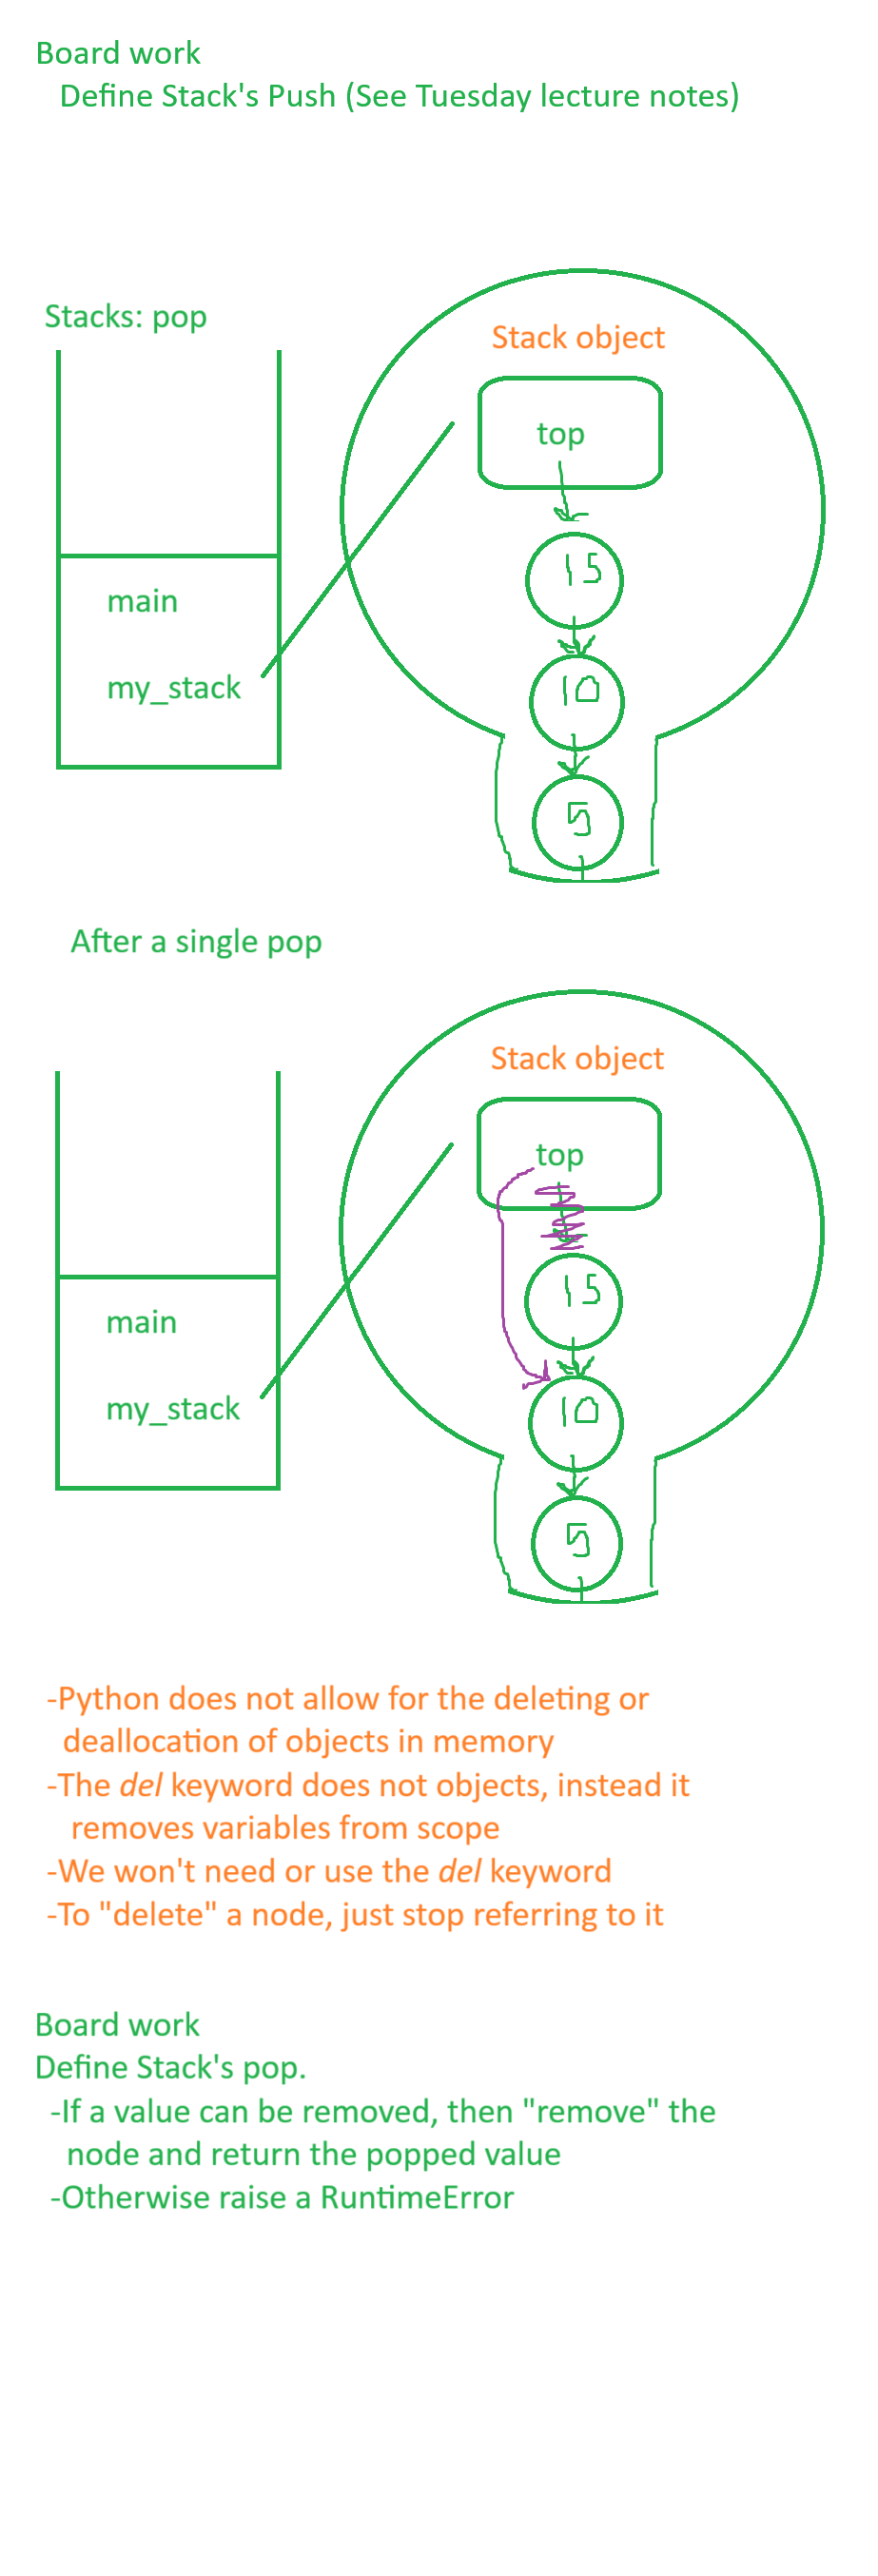 Board work
Define Stack's Push (See Tuesday lecture notes)
Stacks: pop
Stack object
top
15
main
my_stack
10
5
After a single pop
Stack object
top
15
main
my_stack
10
5
-Python does not allow for the deleting or
deallocation of objects in memory
-The del keyword does not objects, instead it
removes variables from scope
-We won't need or use the del keyword
-To "delete" a node, just stop referring to it
Board work
Define Stack's pop.
-If a value can be removed, then "remove" the
node and return the popped value
-Otherwise raise a RuntimeError